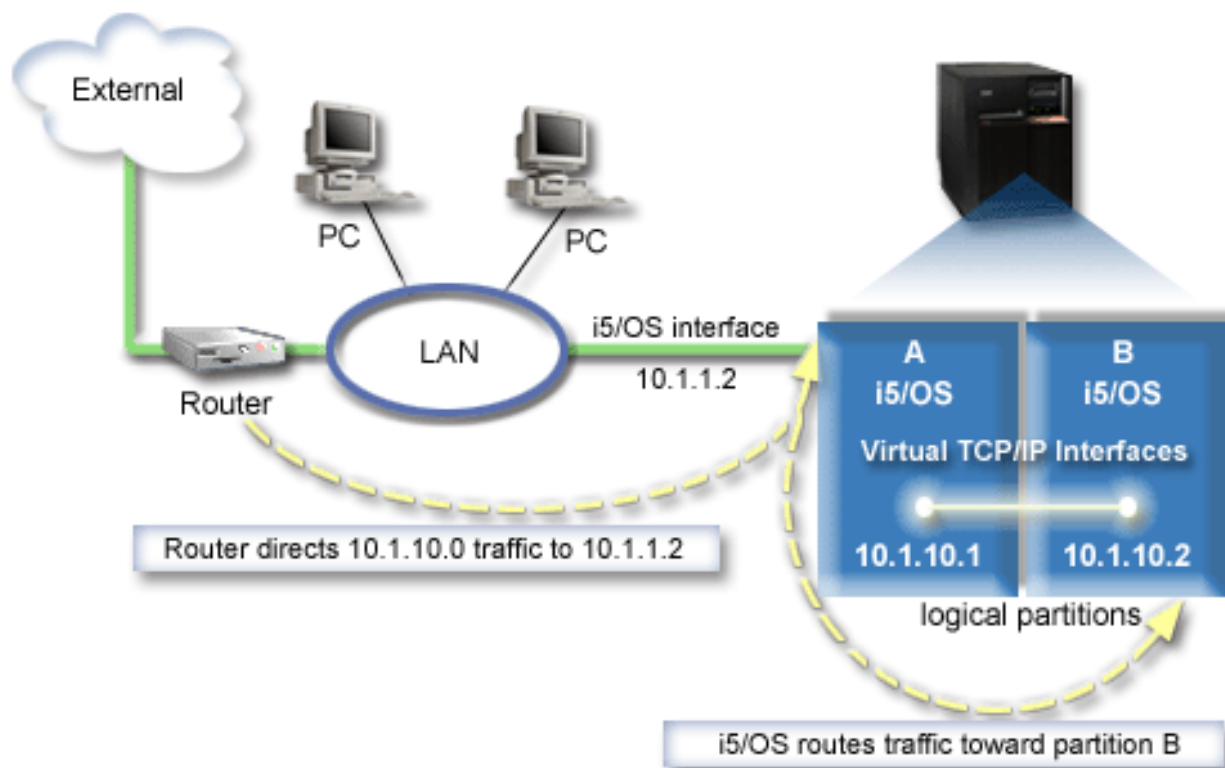 External
PC
PC
LAN
Router
i5/OS interface
10.1.1.2
Router directs 10.1.10.0 traffic to 10.1.1.2
A
i5/OS
B
i5/OS
Virtual TCP/IP Interfaces
10.1.10.1
10.1.10.2
logical partitions
i5/OS routes traffic toward partition B